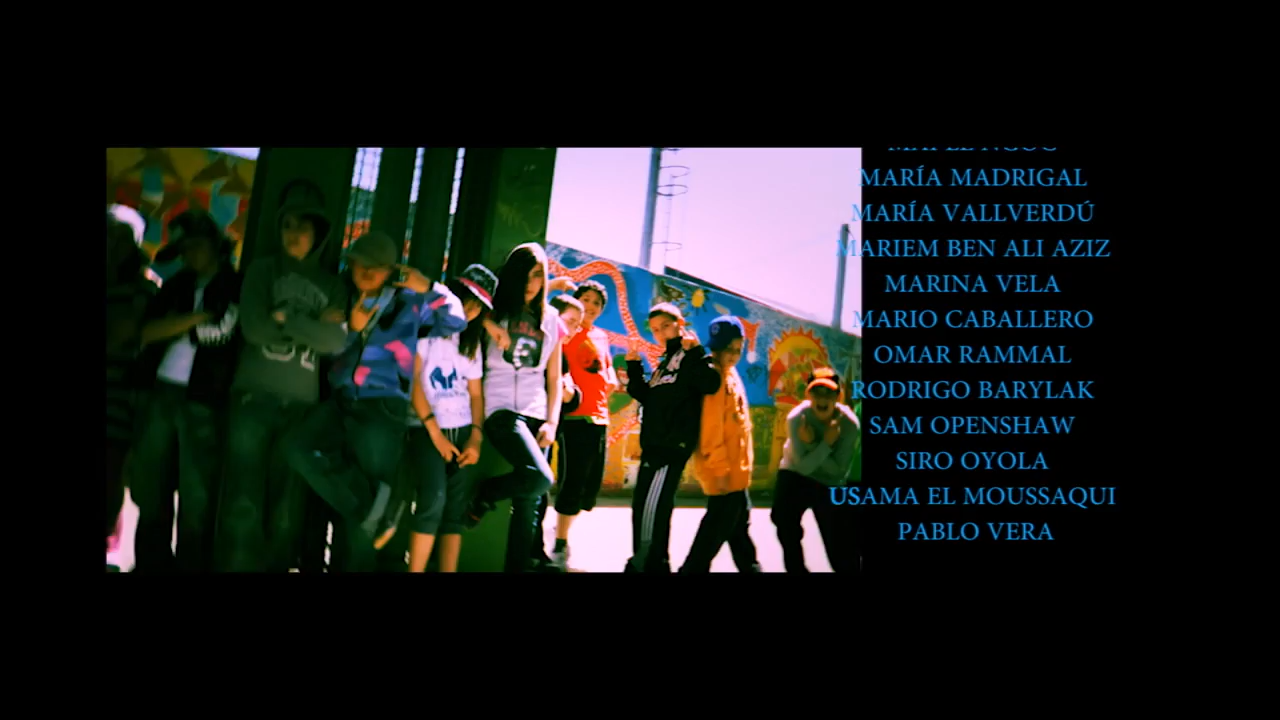 MARÍA MADRIGAL
MARÍA VALLVERDÚ
MARIEM BEN ALI AZIZ
MARINA VELA
MARIO CABALLERO
OMAR RAMMAL
RODRIGO BARYLAK
SAM OPENSHAW
SIRO OYOLA
USAMA EL MOUSSAQUI
PABLO VERA